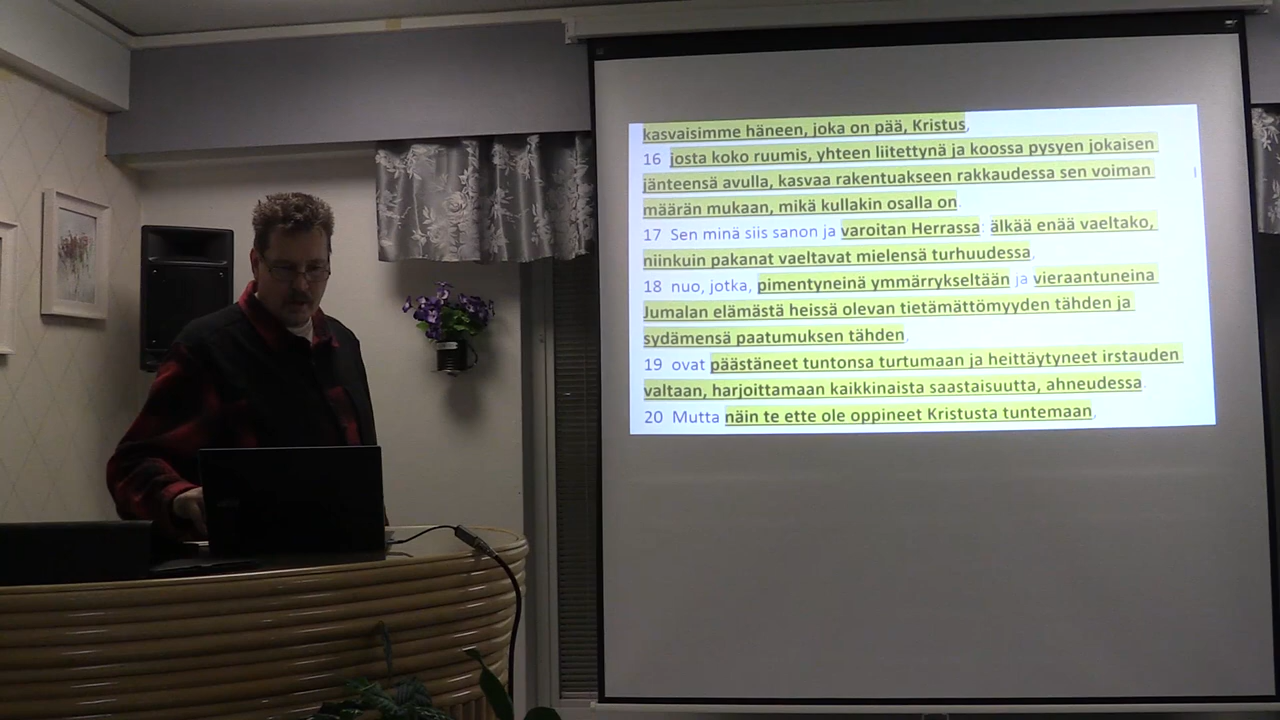 kasvaisimme häneen, joka on pää, Kristus,
16 josta koko ruumis, yhteen liitettynä ja koossa pysyen jokaisen
jänteensä avulla, kasvaa rakentuakseen rakkaudessa sen voiman
määrän mukaan, mikä kullakin osalla on.
17 Sen minä siis sanon ja varoitan Herrassa: älkää enää vaeltako,
niinkuin pakanat vaeltavat mielensä turhuudessa,
18 nuo, jotka, pimentyneinä ymmärrykseltään ja vieraantuneina
Jumalan elämästä heissä olevan tietämättömyyden tähden ja
sydämensä paatumuksen tähden,
19 ovat päästäneet tuntonsa turtumaan ja heittäytyneet irstauden
valtaan, harjoittamaan kaikkinaista saastaisuutta, ahneudessa.
20 Mutta näin te ette ole oppineet Kristusta tuntemaan,